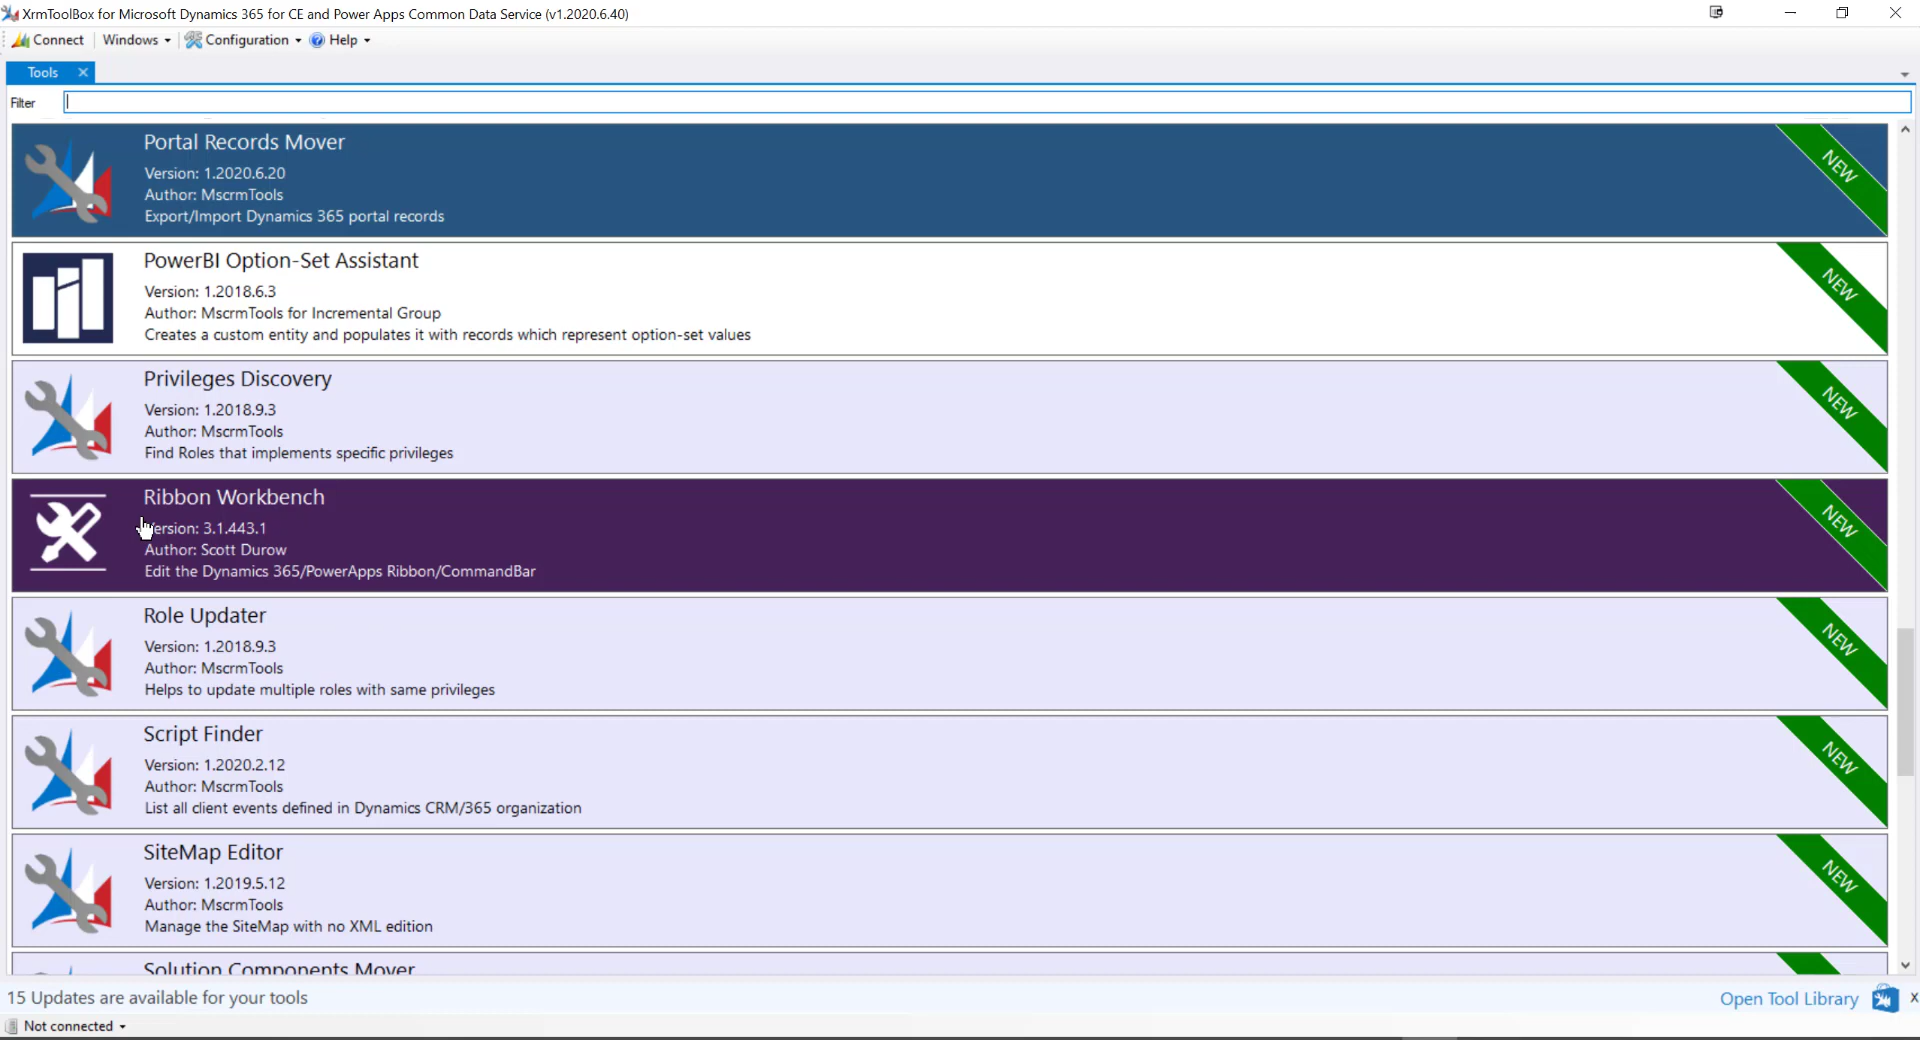 XrmToolBox for Microsoft Dynamics 365 for CE and Power Apps Common Data Service (v1.2020.6.40)
Connect Windows Configuration Help
Tools
Filter
Portal Records Mover
Version: 1.2020.6.20
Author: MscrmTools
Export/Import Dynamics 365 portal records
NEW
PowerBI Option-Set Assistant
Version: 1.2018.6.3
Author: MscrmTools for Incremental Group
Creates a custom entity and populates it with records which represent option-set values
NEW
Privileges Discovery
Version: 1.2018.9.3
Author: MscrmTools
Find Roles that implements specific privileges
NEW
Ribbon Workbench
Version: 3.1.443.1
Author: Scott Durow
Edit the Dynamics 365/PowerApps Ribbon/CommandBar
NEW
Role Updater
Version: 1.2018.9.3
Author: MscrmTools
Helps to update multiple roles with same privileges
NEW
Script Finder
Version: 1.2020.2.12
Author: MscrmTools
List all client events defined in Dynamics CRM/365 organization
NEW
SiteMap Editor
Version: 1.2019.5.12
Author: MscrmTools
Manage the SiteMap with no XML edition
NEW
Solution Components Mover
15 Updates are available for your tools
Open Tool Library
Not connected